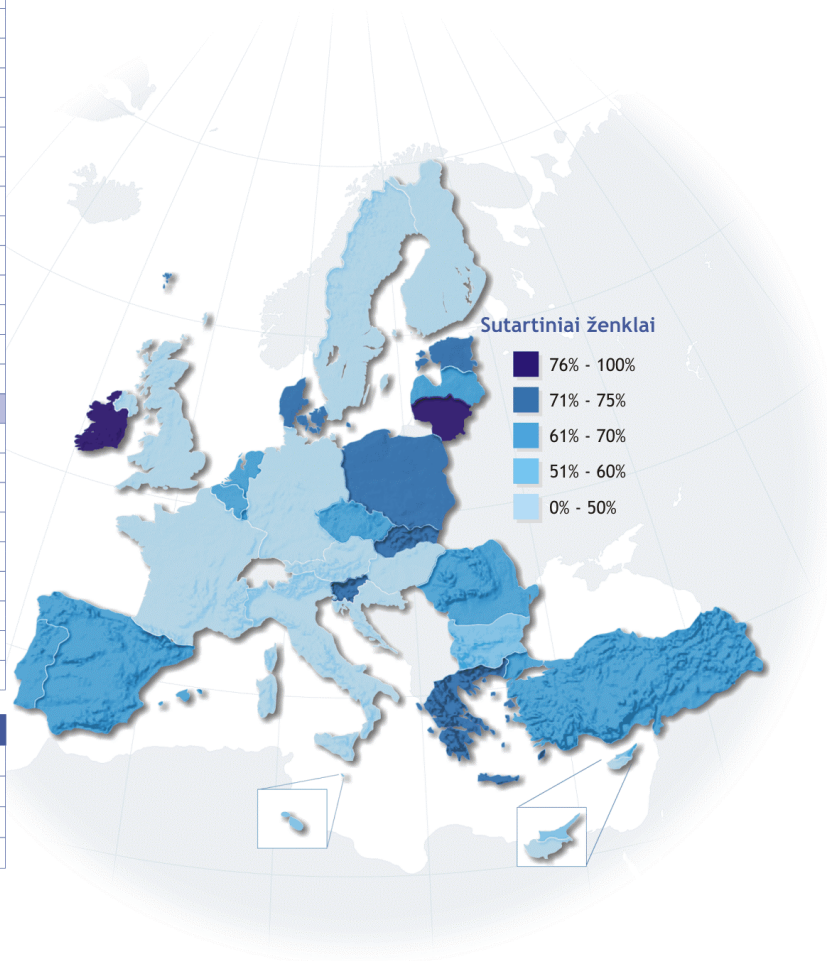 Sutartiniai ženklai
76% - 100%
71% - 75%
61% - 70%
51% - 60%
0% - 50%